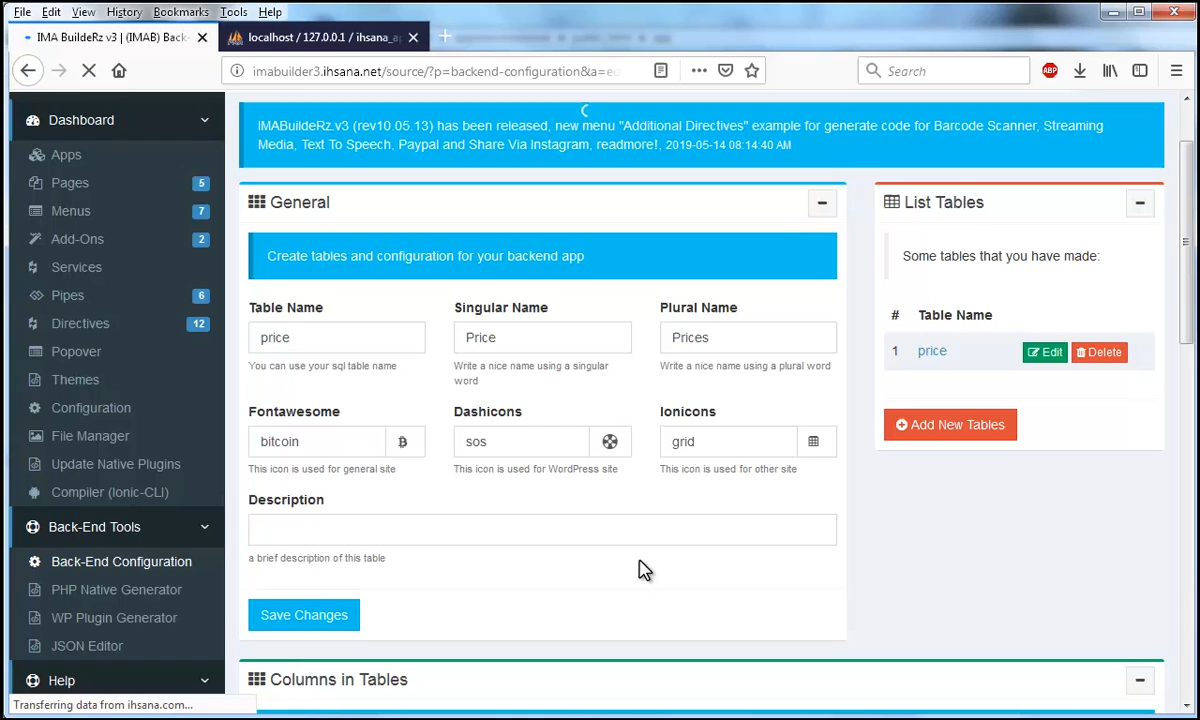 File Edit View History Bookmarks Tools Help
IMA BuildeRz v3 | (IMAB) Back-
localhost / 127.0.0.1 / ihsana_a
imabuilder3.ihsana.net/source/?p=backend-configuration&a=e
Search
ABP
Dashboard
Apps
Pages 5
Menus 7
Add-Ons 2
Services
Pipes 6
Directives 12
Popover
Themes
Configuration
File Manager
Update Native Plugins
Compiler (Ionic-CLI)
Back-End Tools
Back-End Configuration
PHP Native Generator
WP Plugin Generator
JSON Editor
Help
Transferring data from ihsana.com...
IMABuildeRz.v3 (rev10.05.13) has been released, new menu "Additional Directives" example for generate code for Barcode Scanner, Streaming
Media, Text To Speech, Paypal and Share Via Instagram, readmore!, 2019-05-14 08:14:40 AM
General
Create tables and configuration for your backend app
Table Name Singular Name Plural Name
price Price Prices
You can use your sql table name
Write a nice name using a singular
word
Write a nice name using a plural word
Fontawesome Dashicons Ionicons
bitcoin sos grid
This icon is used for general site
This icon is used for WordPress site
This icon is used for other site
Description
a brief description of this table
Save Changes
Columns in Tables
List Tables
Some tables that you have made:
# Table Name
1 price Edit Delete
Add New Tables